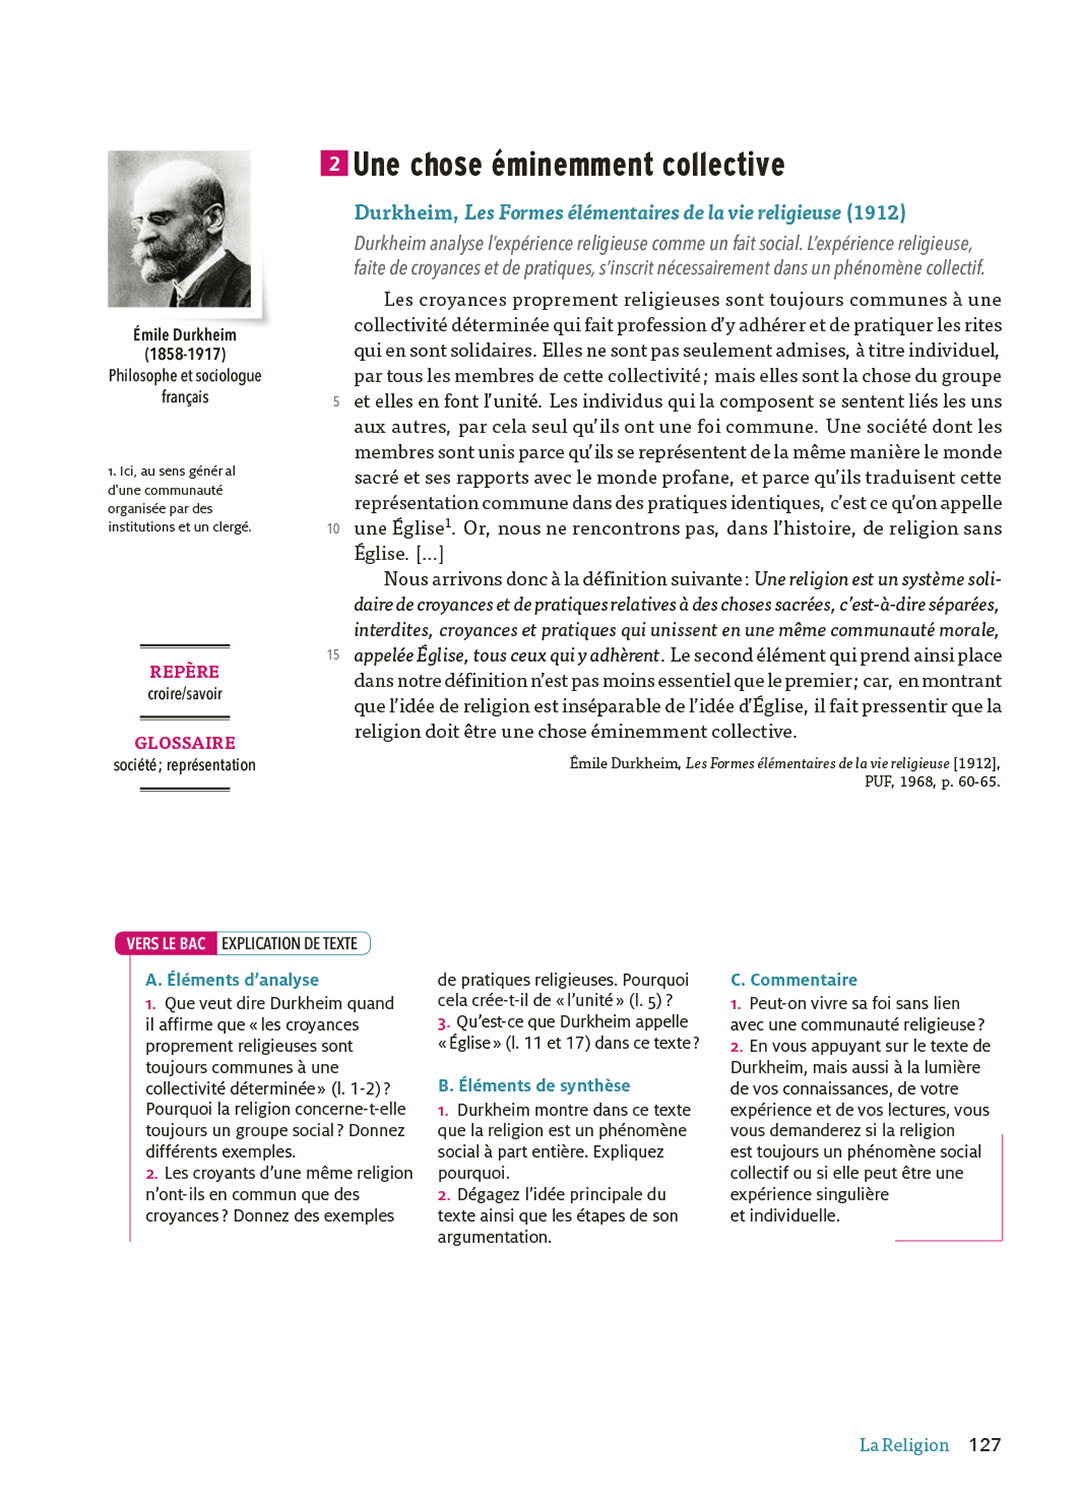 2 Une chose éminemment collective
Durkheim, Les Formes élémentaires de la vie religieuse (1912)
Durkheim analyse l'expérience religieuse comme un fait social. L'expérience religieuse,
faite de croyances et de pratiques, s'inscrit nécessairement dans un phénomène collectif.
Les croyances proprement religieuses sont toujours communes à une
collectivité déterminée qui fait profession d'y adhérer et de pratiquer les rites
qui en sont solidaires. Elles ne sont pas seulement admises, à titre individuel,
par tous les membres de cette collectivité ; mais elles sont la chose du groupe
5 et elles en font l'unité. Les individus qui la composent se sentent liés les uns
aux autres, par cela seul qu'ils ont une foi commune. Une société dont les
membres sont unis parce qu'ils se représentent de la même manière le monde
sacré et ses rapports avec le monde profane, et parce qu'ils traduisent cette
représentation commune dans des pratiques identiques, c'est ce qu'on appelle
10 une Église1. Or, nous ne rencontrons pas, dans l'histoire, de religion sans
Église. [...]
Nous arrivons donc à la définition suivante : Une religion est un système soli-
daire de croyances et de pratiques relatives à des choses sacrées, c'est-à-dire séparées,
interdites, croyances et pratiques qui unissent en une même communauté morale,
15 appelée Église, tous ceux qui y adhèrent. Le second élément qui prend ainsi place
dans notre définition n'est pas moins essentiel que le premier ; car, en montrant
que l'idée de religion est inséparable de l'idée d'Église, il fait pressentir que la
religion doit être une chose éminemment collective.
Émile Durkheim, Les Formes élémentaires de la vie religieuse [1912],
PUF, 1968, p. 60-65.
Émile Durkheim
(1858-1917)
Philosophe et sociologue
français
1. Ici, au sens général
d'une communauté
organisée par des
institutions et un clergé.
REPÈRE
croire/savoir
GLOSSAIRE
société ; représentation
VERS LE BAC EXPLICATION DE TEXTE
A. Éléments d'analyse
1. Que veut dire Durkheim quand
il affirme que « les croyances
proprement religieuses sont
toujours communes à une
collectivité déterminée » (l. 1-2) ?
Pourquoi la religion concerne-t-elle
toujours un groupe social ? Donnez
différents exemples.
2. Les croyants d'une même religion
n'ont-ils en commun que des
croyances ? Donnez des exemples
de pratiques religieuses. Pourquoi
cela crée-t-il de « l'unité » (l. 5) ?
3. Qu'est-ce que Durkheim appelle
« Église » (l. 11 et 17) dans ce texte ?
B. Éléments de synthèse
1. Durkheim montre dans ce texte
que la religion est un phénomène
social à part entière. Expliquez
pourquoi.
2. Dégagez l'idée principale du
texte ainsi que les étapes de son
argumentation.
C. Commentaire
1. Peut-on vivre sa foi sans lien
avec une communauté religieuse ?
2. En vous appuyant sur le texte de
Durkheim, mais aussi à la lumière
de vos connaissances, de votre
expérience et de vos lectures, vous
vous demanderez si la religion
est toujours un phénomène social
collectif ou si elle peut être une
expérience singulière
et individuelle.
La Religion 127